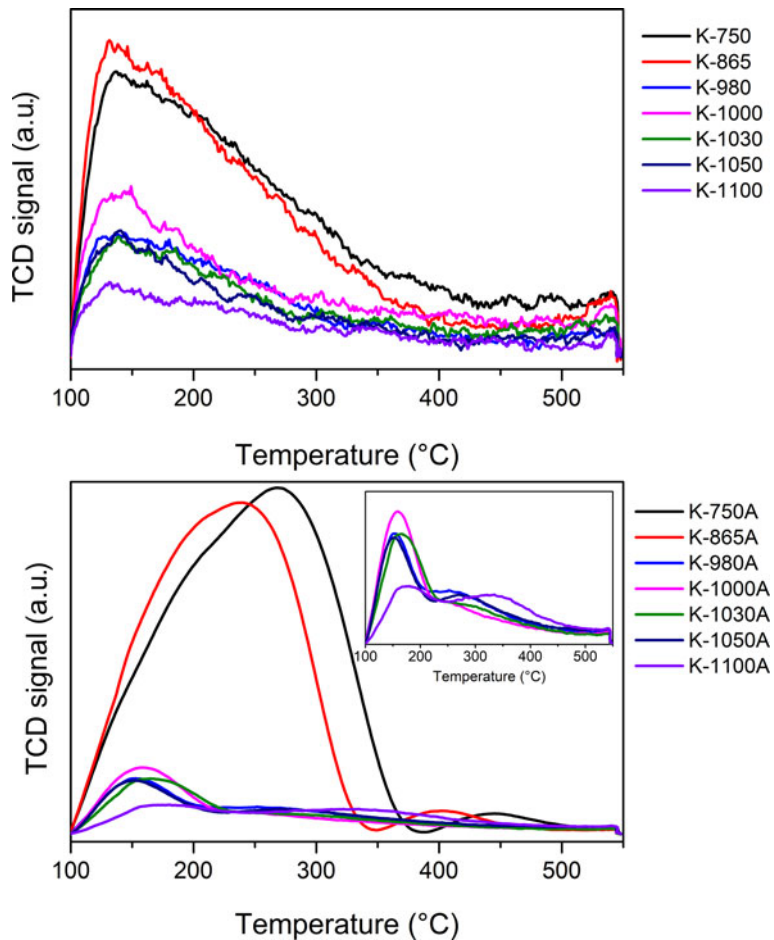 TCD signal (a.u.)
K-750
K-865
K-980
K-1000
K-1030
K-1050
K-1100
100 200 300 400 500
Temperature (°C)
TCD signal (a.u.)
K-750A
K-865A
K-980A
K-1000A
K-1030A
K-1050A
K-1100A
100 200 300 400 500
Temperature (°C)
100 200 300 400 500
Temperature (°C)